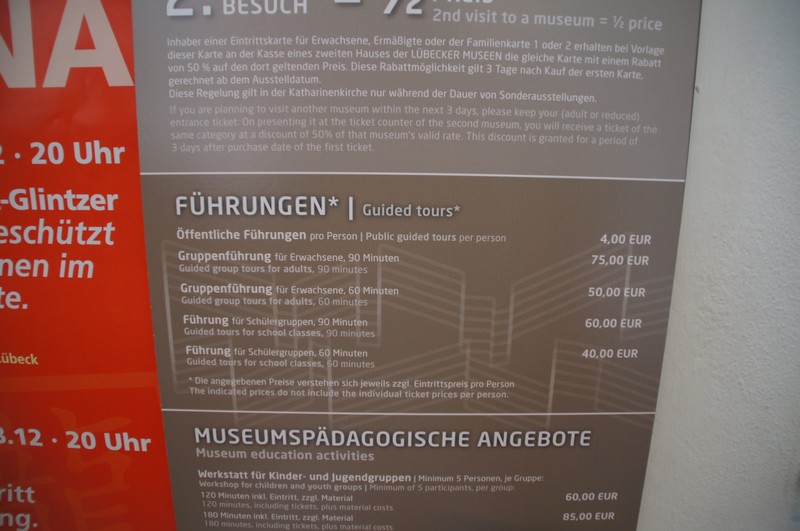 NA
· 20 Uhr
-Glintzer
eschützt
nen im
te.
Lübeck
3.12 · 20 Uhr
ritt
ng.
2. BESUCH = ½
2nd visit to a museum = ½ price
Inhaber einer Eintrittskarte für Erwachsene, Ermäßigte oder der Familienkarte 1 oder 2 erhalten bei Vorlage
dieser Karte an der Kasse eines zweiten Hauses der LÜBECKER MUSEEN die gleiche Karte mit einem Rabatt
von 50 % auf den dort geltenden Preis. Diese Rabattmöglichkeit gilt 3 Tage nach Kauf der ersten Karte,
gerechnet ab dem Ausstelldatum.
Diese Regelung gilt in der Katharinenkirche nur während der Dauer von Sonderausstellungen.
If you are planning to visit another museum within the next 3 days, please keep your (adult or reduced)
entrance ticket. On presenting it at the ticket counter of the second museum, you will receive a ticket of the
same category at a discount of 50% of that museum's valid rate. This discount is granted for a period of
3 days after purchase date of the first ticket.
FÜHRUNGEN* | Guided tours*
Öffentliche Führungen pro Person | Public guided tours per person 4,00 EUR
Gruppenführung für Erwachsene, 90 Minuten 75,00 EUR
Guided group tours for adults, 90 minutes
Gruppenführung für Erwachsene, 60 Minuten 50,00 EUR
Guided group tours for adults, 60 minutes
Führung für Schülergruppen, 90 Minuten 60,00 EUR
Guided tours for school classes, 90 minutes
Führung für Schülergruppen, 60 Minuten 40,00 EUR
Guided tours for school classes, 60 minutes
* Die angegebenen Preise verstehen sich jeweils zzgl. Eintrittspreis pro Person
The indicated prices do not include the individual ticket prices per person.
MUSEUMSPÄDAGOGISCHE ANGEBOTE
Museum education activities
Werkstatt für Kinder- und Jugendgruppen | Minimum 5 Personen, je Gruppe:
Workshop for children and youth groups | Minimum of 5 participants, per group:
120 Minuten inkl. Eintritt, zzgl. Material 60,00 EUR
120 minutes, including tickets, plus material costs
180 Minuten inkl. Eintritt, zzgl. Material 85,00 EUR
180 minutes, including tickets, plus material costs